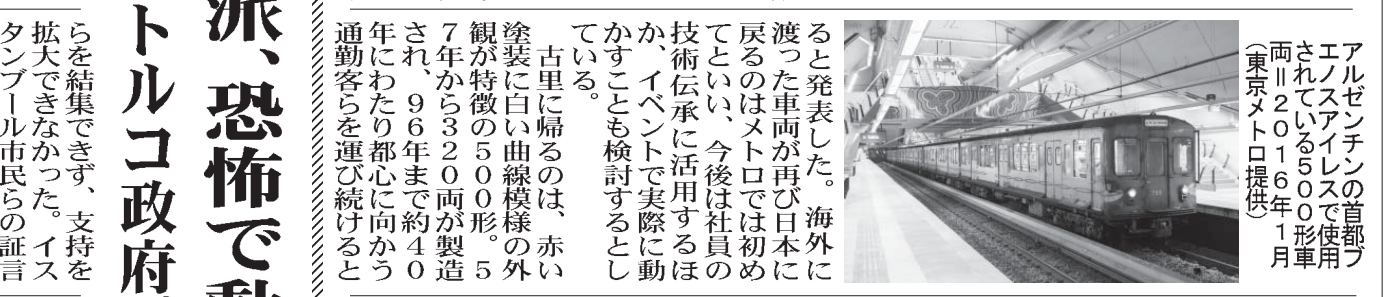 アルゼンチンの首都ブ
エノスアイレスで使用
されている500形車
両＝2016年1月
（東京メトロ提供）
ると発表した。海外に
渡った車両が再び日本に
戻るのはメトロでは初め
てといい、今後は社員の
技術伝承に活用するほ
か、イベントで実際に動
かすことも検討するとし
ている。
古里に帰るのは、赤い
塗装に白い曲線模様の外
観が特徴の500形。5
7年から320両が製造
され、96年まで約40
年にわたり都心に向かう
通勤客らを運び続けると
派、恐怖で動
トルコ政府
らを結集できず、支持を
拡大できなかった。イス
タンブール市民らの証言